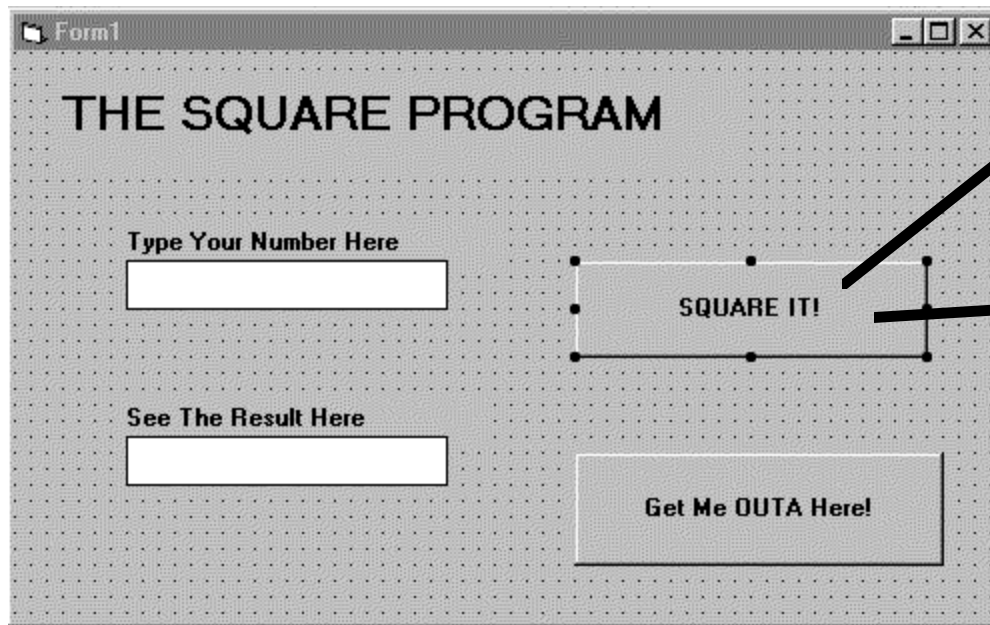 Form1
THE SQUARE PROGRAM
Type Your Number Here
SQUARE IT!
See The Result Here
Get Me OUTA Here!